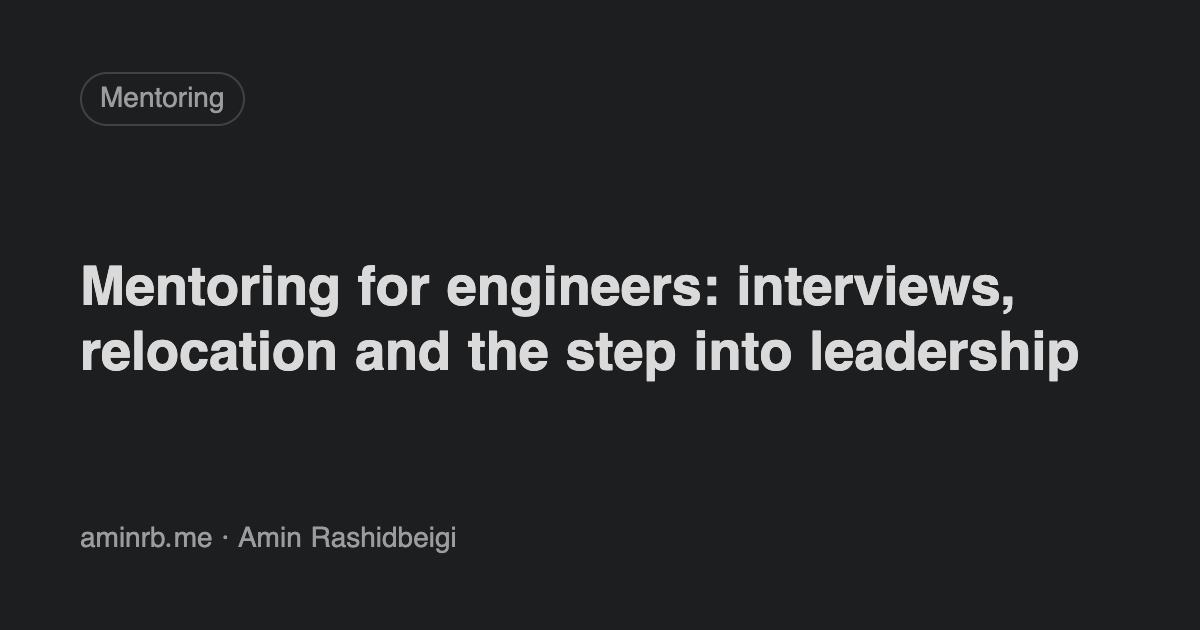 Mentoring
Mentoring for engineers: interviews,
relocation and the step into leadership
aminrb.me · Amin Rashidbeigi